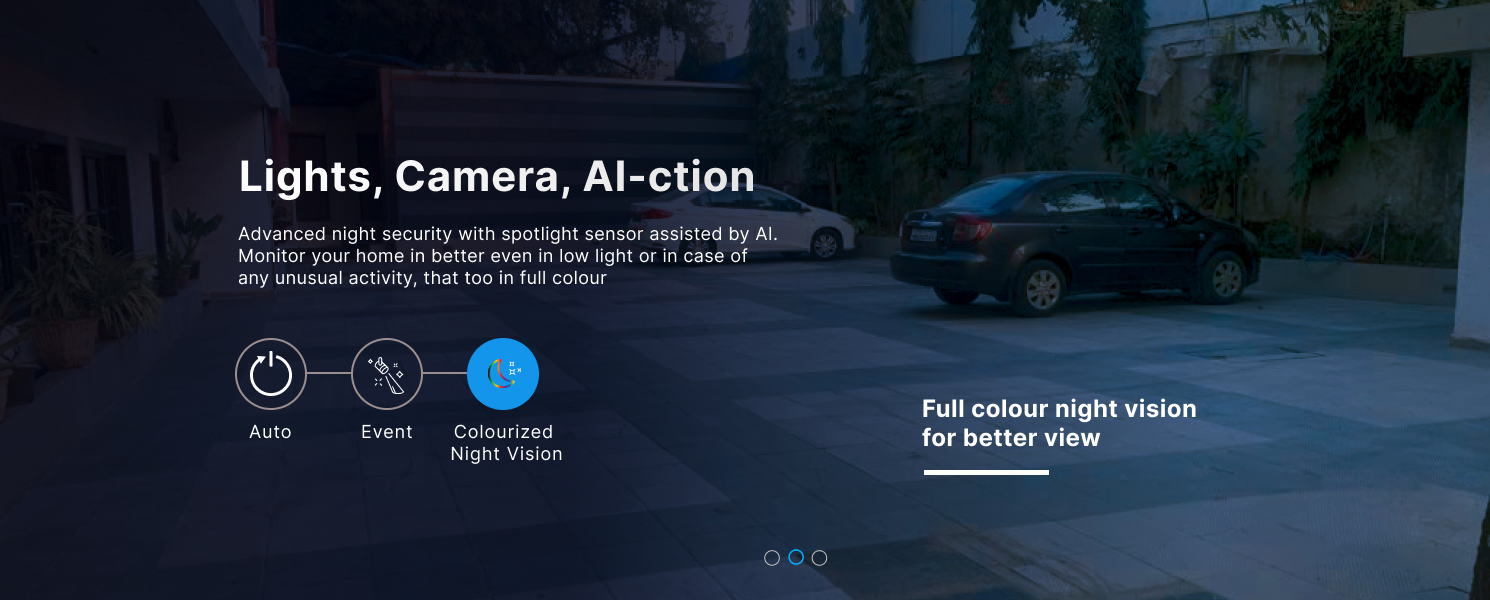 Lights, Camera, AI-ction
Advanced night security with spotlight sensor assisted by AI.
Monitor your home in better even in low light or in case of
any unusual activity, that too in full colour
Auto
Event
Colourized
Night Vision
Full colour night vision
for better view